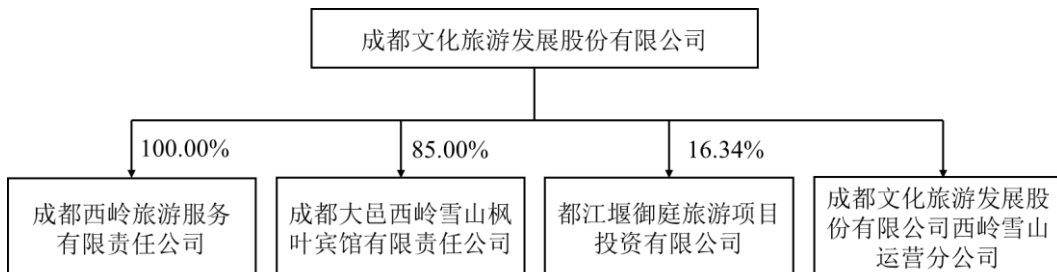 成都文化旅游发展股份有限公司
100.00%
85.00%
16.34%
成都西岭旅游服务
有限责任公司
成都大邑西岭雪山枫
叶宾馆有限责任公司
都江堰御庭旅游项目
投资有限公司
成都文化旅游发展股
份有限公司西岭雪山
运营分公司